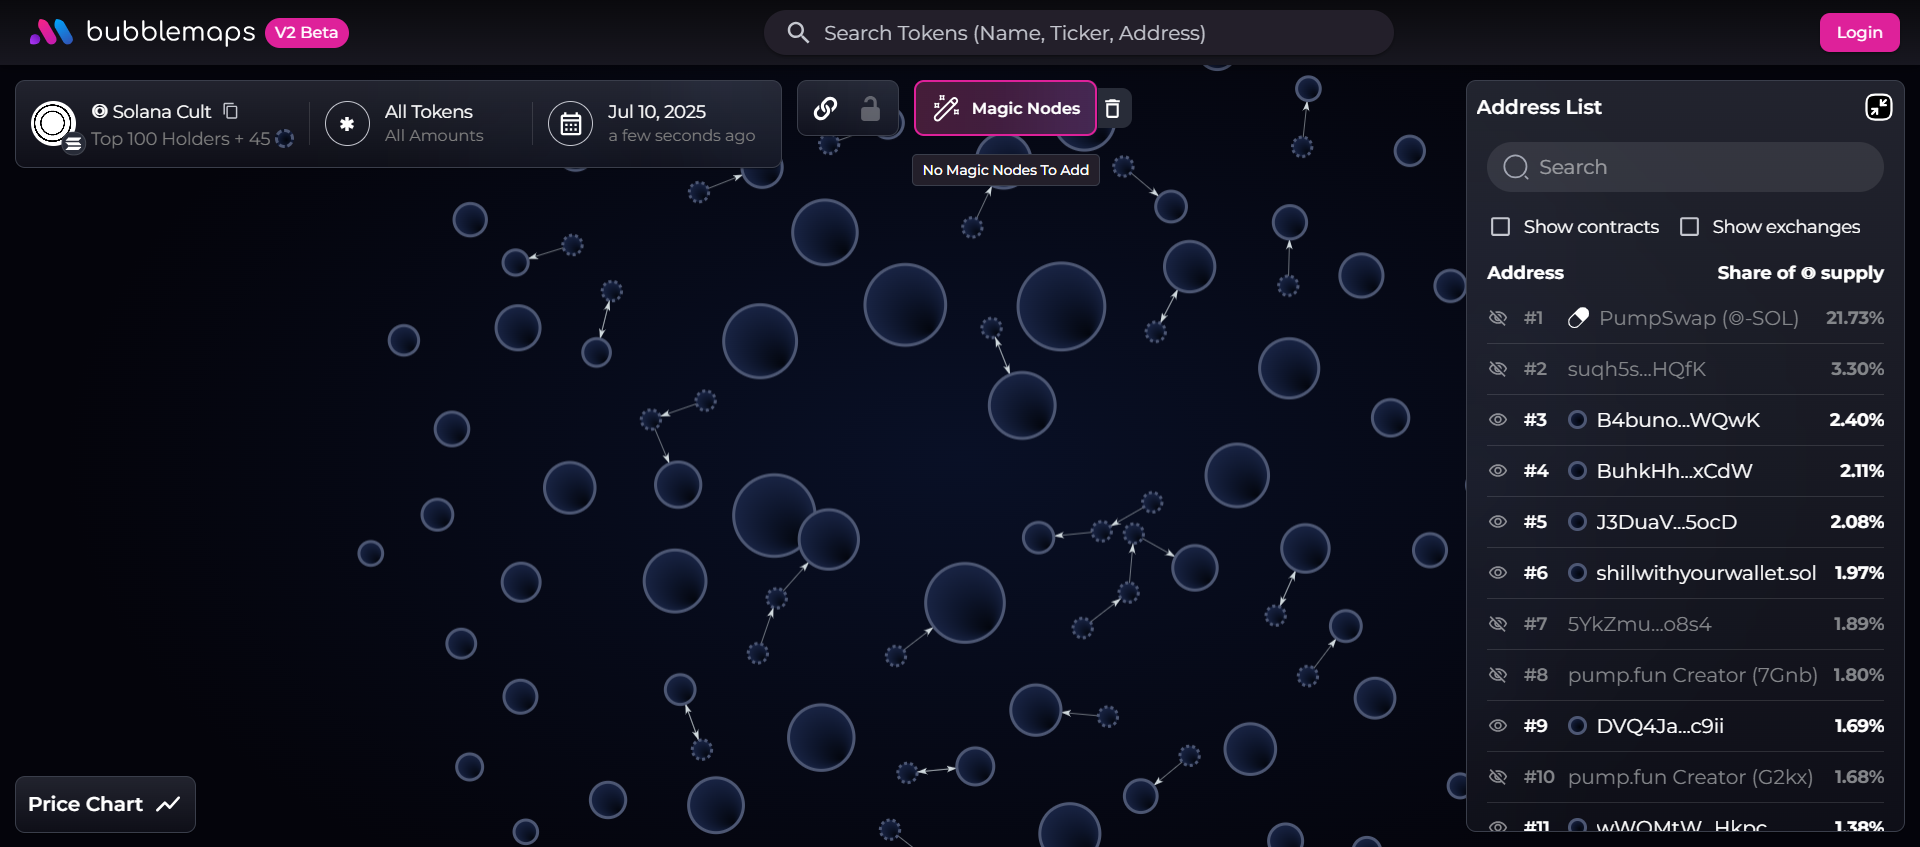 bubblemaps V2 Beta
Search Tokens (Name, Ticker, Address)
Login
Solana Cult
Top 100 Holders + 45
All Tokens
All Amounts
Jul 10, 2025
a few seconds ago
Magic Nodes
No Magic Nodes To Add
Address List
Search
Show contracts Show exchanges
Address Share of supply
#1 PumpSwap (◎-SOL) 21.73%
#2 suqh5s...HQfK 3.30%
#3 B4buno...WQwK 2.40%
#4 BuhkHh...xCdW 2.11%
#5 J3DuaV...5ocD 2.08%
#6 shillwithyourwallet.sol 1.97%
#7 5YkZmu...o8s4 1.89%
#8 pump.fun Creator (7Gnb) 1.80%
#9 DVQ4Ja...c9ii 1.69%
#10 pump.fun Creator (G2kx) 1.68%
#11 wWQMtW...Hkpc 1.38%
Price Chart